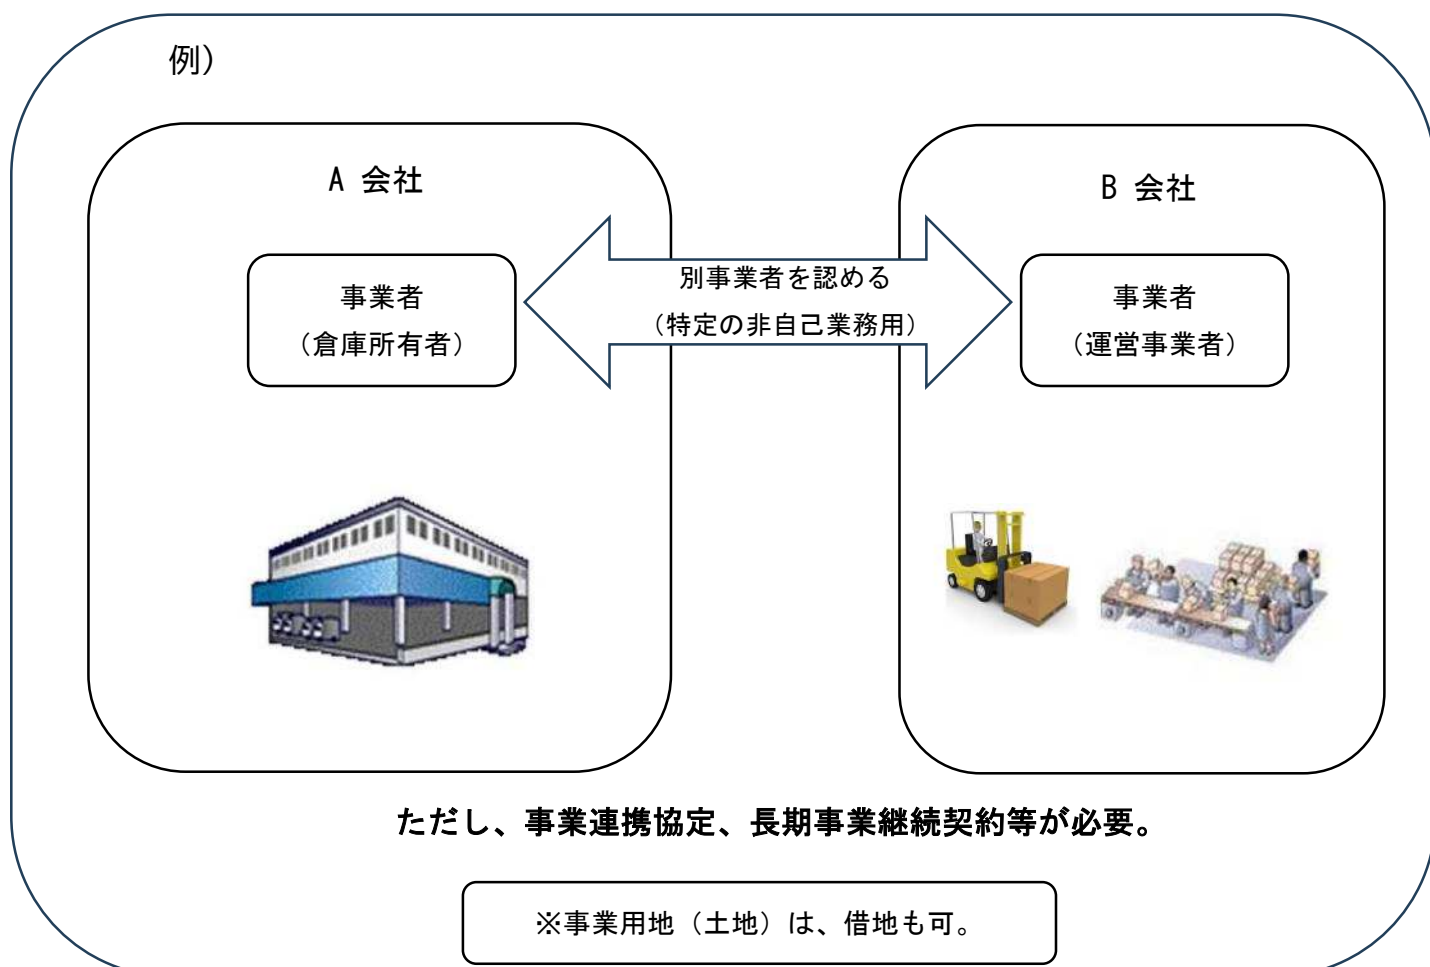 例）
A 会社
B 会社
事業者
（倉庫所有者）
別事業者を認める
（特定の非自己業務用）
事業者
（運営事業者）
ただし、事業連携協定、長期事業継続契約等が必要。
※事業用地（土地）は、借地も可。